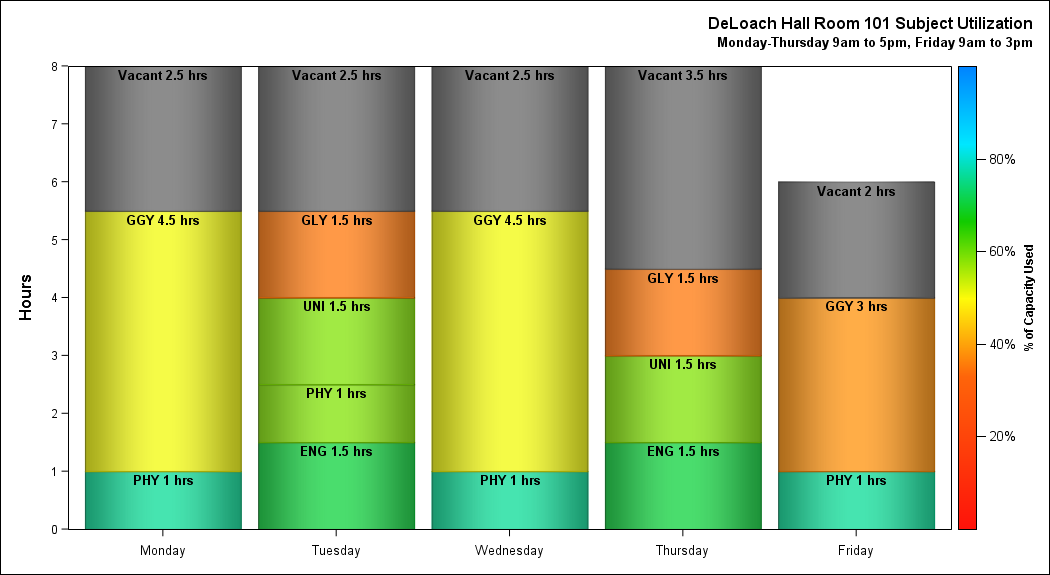 DeLoach Hall Room 101 Subject Utilization
Monday-Thursday 9am to 5pm, Friday 9am to 3pm
Hours
8
7
6
5
4
3
2
1
0
Vacant 2.5 hrs
GGY 4.5 hrs
PHY 1 hrs
Monday
Vacant 2.5 hrs
GLY 1.5 hrs
UNI 1.5 hrs
PHY 1 hrs
ENG 1.5 hrs
Tuesday
Vacant 2.5 hrs
GGY 4.5 hrs
PHY 1 hrs
Wednesday
Vacant 3.5 hrs
GLY 1.5 hrs
UNI 1.5 hrs
ENG 1.5 hrs
Thursday
Vacant 2 hrs
GGY 3 hrs
PHY 1 hrs
Friday
80%
60%
40%
20%
% of Capacity Used